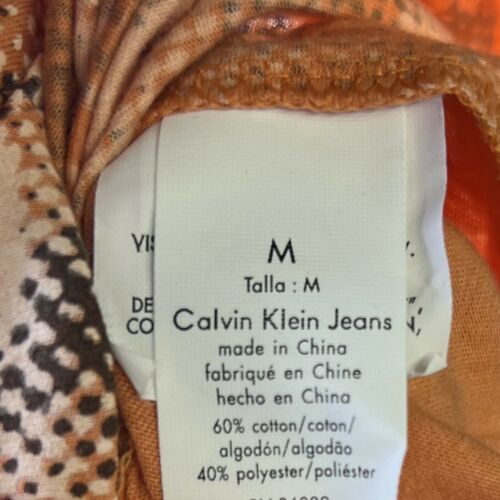 M
Talla : M
Calvin Klein Jeans
made in China
fabriqué en Chine
hecho en China
60% cotton/coton/
algodón/algodão
40% polyester/poliéster